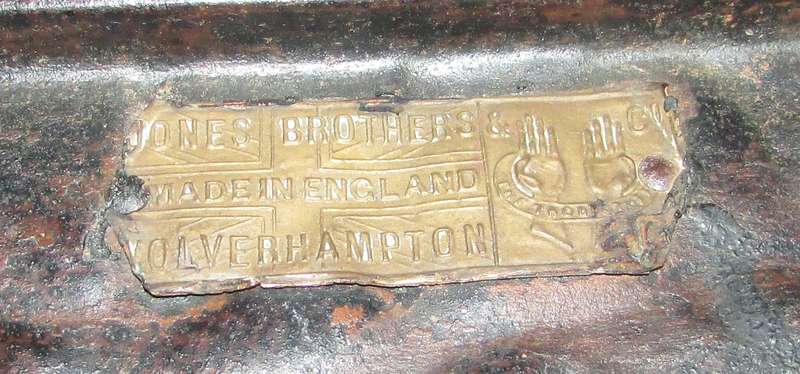 JONES BROTHERS & Co
MADE IN ENGLAND
WOLVERHAMPTON